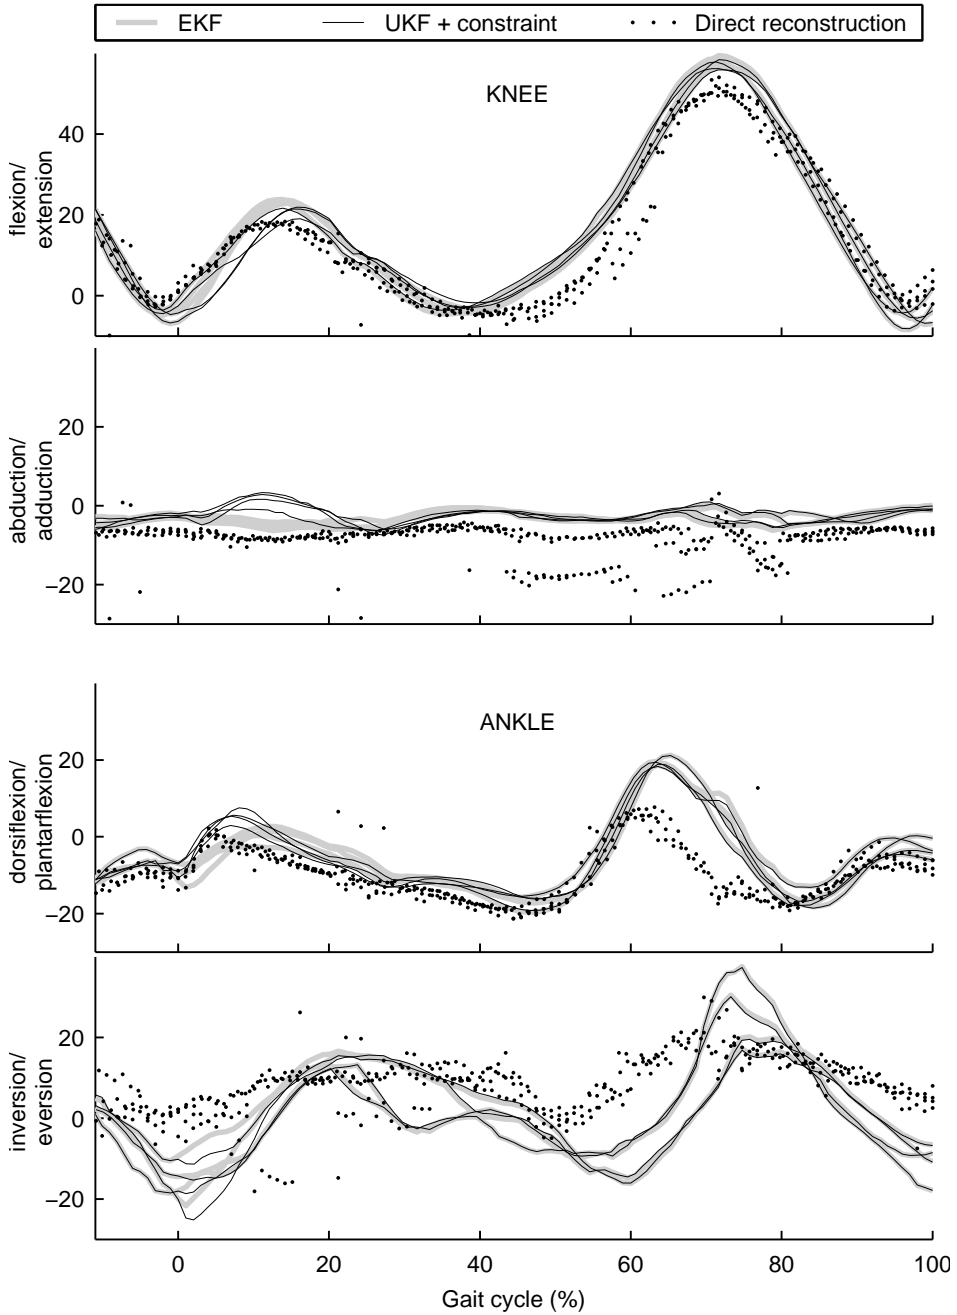 EKF UKF + constraint Direct reconstruction
KNEE
flexion/
extension
40
20
0
abduction/
adduction
20
0
−20
ANKLE
dorsiflexion/
plantarflexion
20
0
−20
inversion/
eversion
20
0
−20
0 20 40 60 80 100
Gait cycle (%)